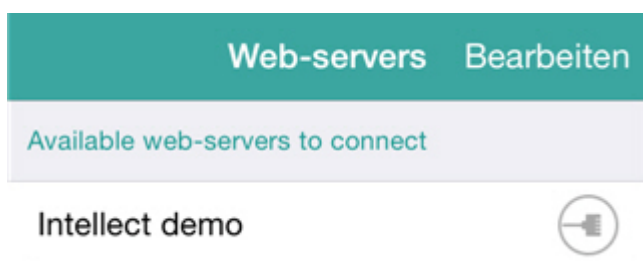 Web-servers Bearbeiten
Available web-servers to connect
Intellect demo